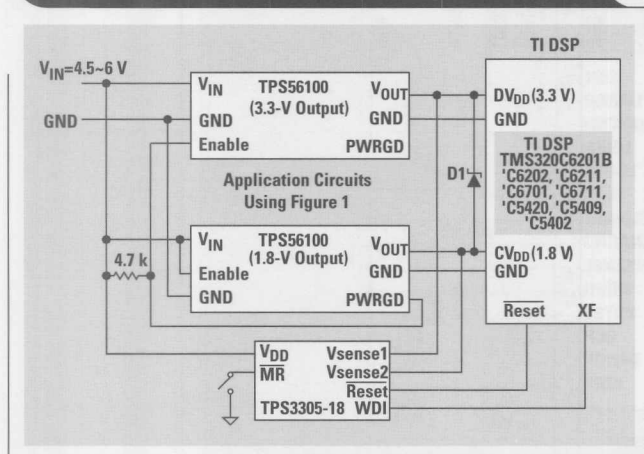 TI DSP
V_IN=4.5~6 V
GND
V_IN
TPS56100
(3.3-V Output)
V_OUT
GND
GND
Enable
PWRGD
DV_DD (3.3 V)
GND
TI DSP
TMS320C6201B
'C6202, 'C6211,
'C6701, 'C6711,
'C5420, 'C5409,
'C5402
D1
Application Circuits
Using Figure 1
4.7 k
V_IN
TPS56100
(1.8-V Output)
V_OUT
Enable
GND
GND
PWRGD
CV_DD (1.8 V)
GND
Reset
XF
V_DD
Vsense1
MR
Vsense2
Reset
TPS3305-18
WDI